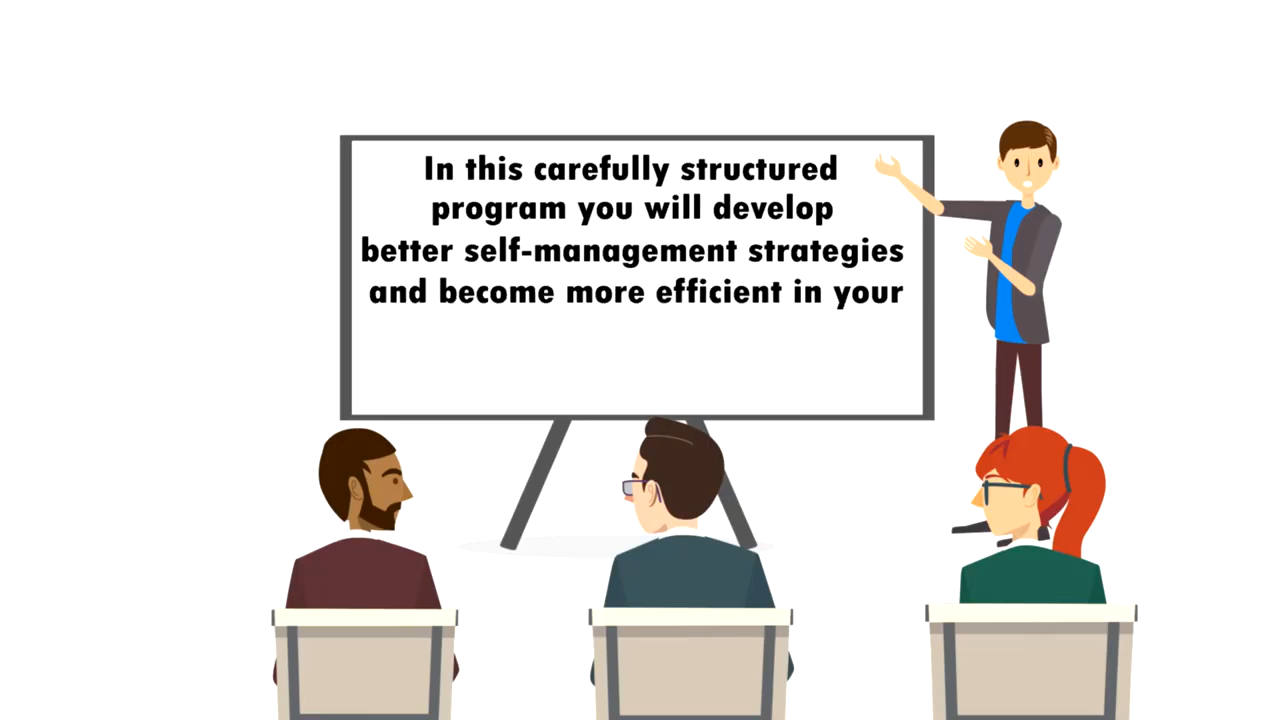 In this carefully structured
program you will develop
better self-management strategies
and become more efficient in your